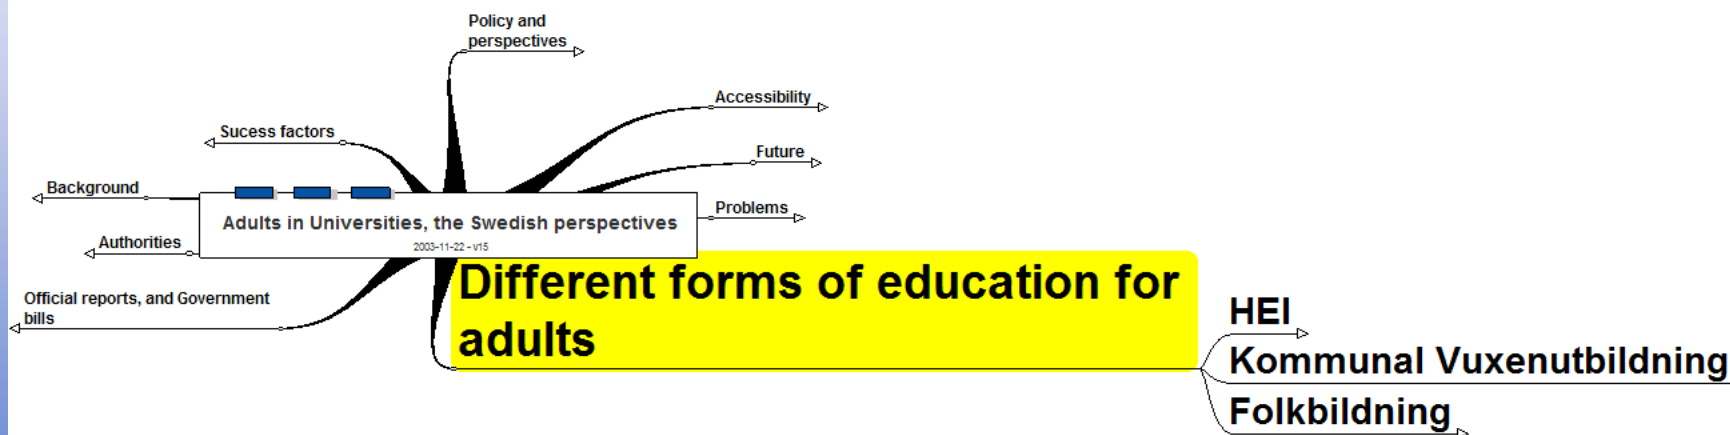 Policy and
perspectives
Accessibility
Sucess factors
Future
Background
Problems
Adults in Universities, the Swedish perspectives
2003-11-22 - v15
Authorities
Different forms of education for
adults
Official reports, and Government
bills
HEI
Kommunal Vuxenutbildning
Folkbildning